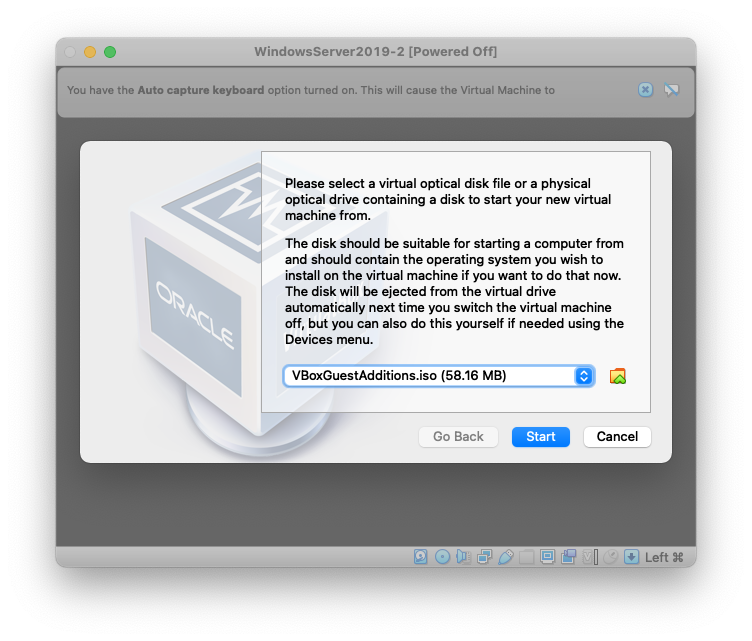 WindowsServer2019-2 [Powered Off]
You have the Auto capture keyboard option turned on. This will cause the Virtual Machine to
Please select a virtual optical disk file or a physical
optical drive containing a disk to start your new virtual
machine from.
The disk should be suitable for starting a computer from
and should contain the operating system you wish to
install on the virtual machine if you want to do that now.
The disk will be ejected from the virtual drive
automatically next time you switch the virtual machine
off, but you can also do this yourself if needed using the
Devices menu.
ORACLE
VBoxGuestAdditions.iso (58.16 MB)
Go Back
Start
Cancel
Left ⌘